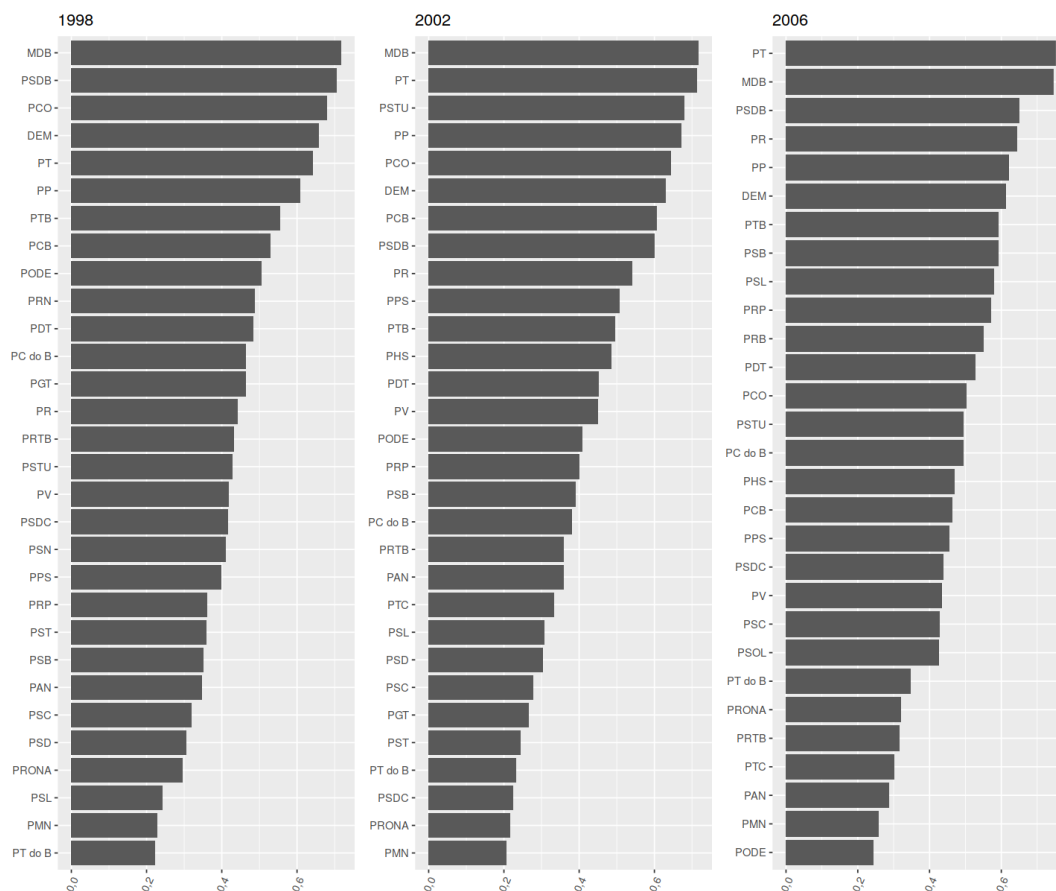 1998
MDB
PSDB
PCO
DEM
PT
PP
PTB
PCB
PODE
PRN
PDT
PC do B
PGT
PR
PRTB
PSTU
PV
PSDC
PSN
PPS
PRP
PST
PSB
PAN
PSC
PSD
PRONA
PSL
PMN
PT do B
0,0
0,2
0,4
0,6
2002
MDB
PT
PSTU
PP
PCO
DEM
PCB
PSDB
PR
PPS
PTB
PHS
PDT
PV
PODE
PRP
PSB
PC do B
PRTB
PAN
PTC
PSL
PSD
PSC
PGT
PST
PT do B
PSDC
PRONA
PMN
0,0
0,2
0,4
0,6
2006
PT
MDB
PSDB
PR
PP
DEM
PTB
PSB
PSL
PRP
PRB
PDT
PCO
PSTU
PC do B
PHS
PCB
PPS
PSDC
PV
PSC
PSOL
PT do B
PRONA
PRTB
PTC
PAN
PMN
PODE
0,0
0,2
0,4
0,6